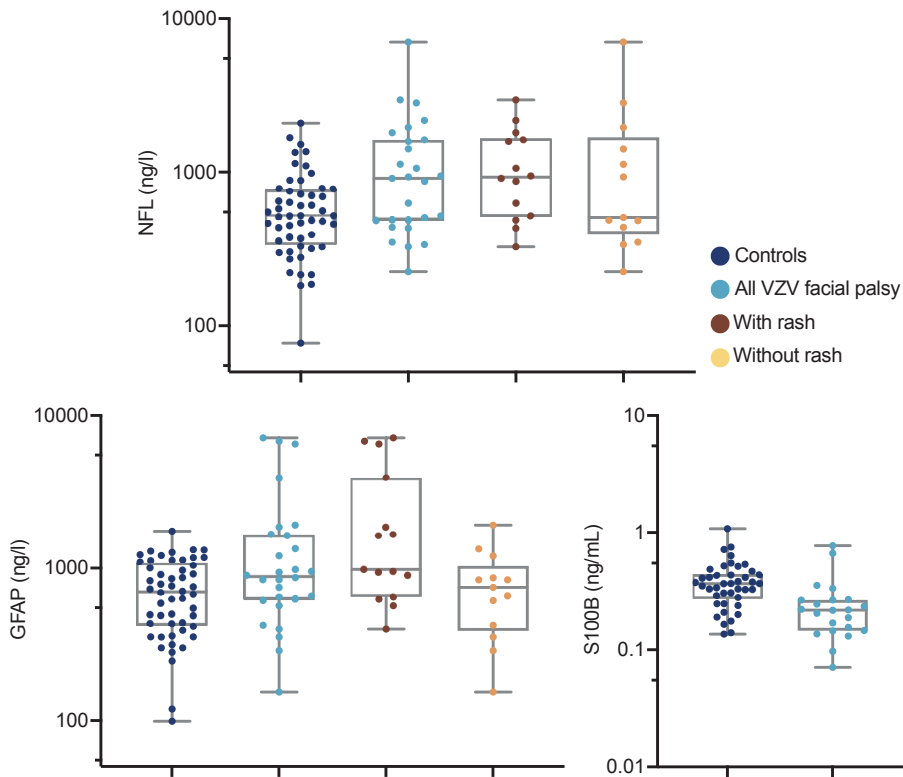 10000
1000
100
NFL (ng/l)
Controls
All VZV facial palsy
With rash
Without rash
10000
1000
100
GFAP (ng/l)
10
1
0.1
0.01
S100B (ng/mL)